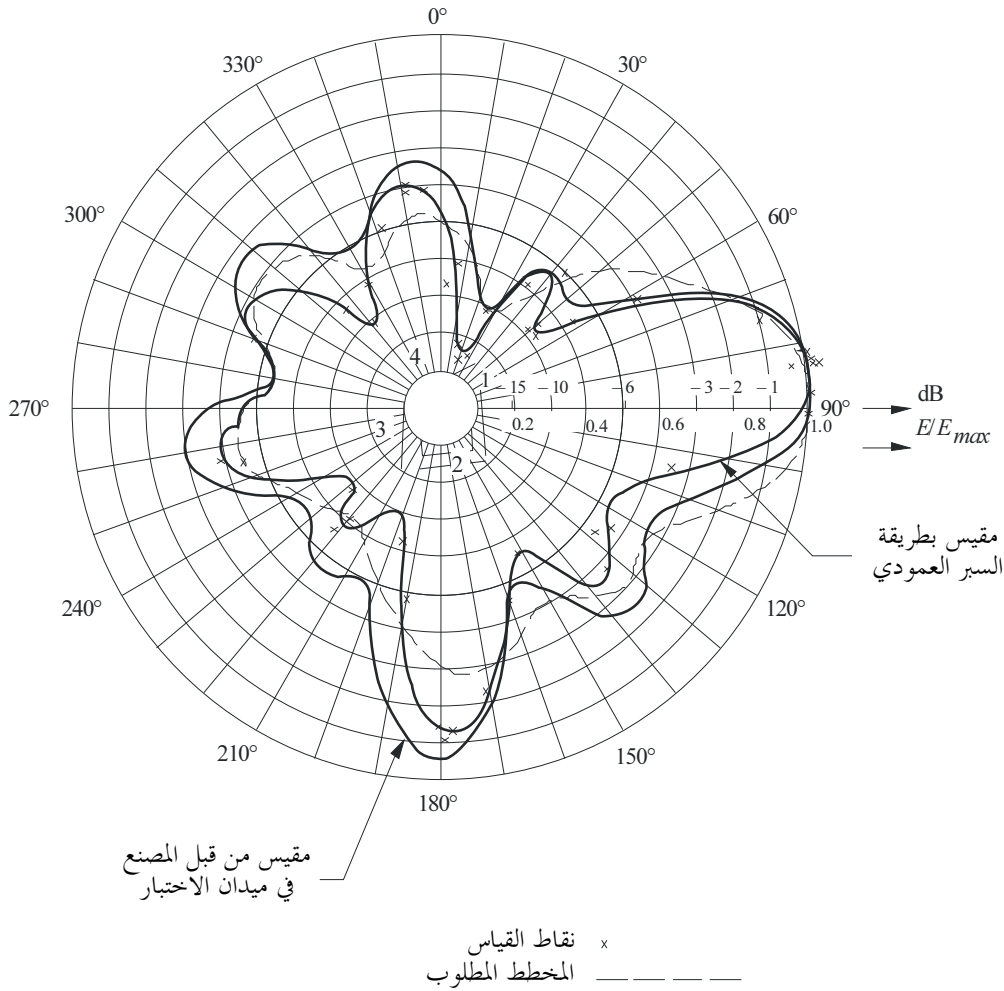 0°
330°
30°
300°
60°
4
1
–15 –10 –6 –3 –2 –1
dB
270°
90°
0.2 0.4 0.6 0.8 1.0
E/E max
3
2
مقيس بطريقة
السبر العمودي
240°
120°
210°
150°
180°
مقيس من قبل المصنع
في ميدان الاختبار
نقاط القياس ×
المخطط المطلوب